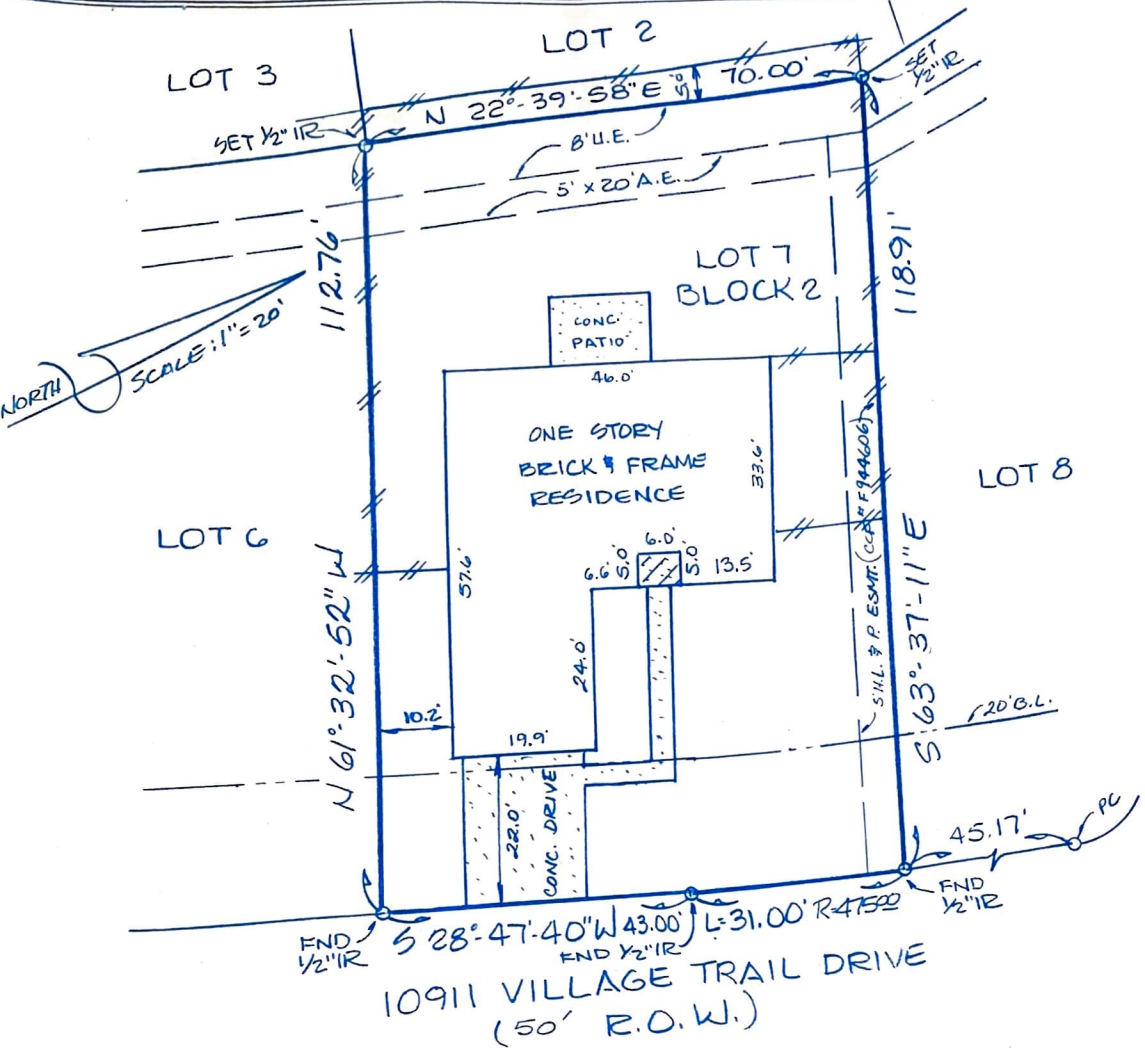 LOT 2
LOT 3
SET 1/2" IR
N 22°-39'-58" E
5.0'
70.00'
SET
1/2" IR
8' U.E.
5' x 20' A.E.
112.76'
118.91'
LOT 7
BLOCK 2
NORTH
SCALE: 1" = 20'
CONC.
PATIO
46.0'
ONE STORY
BRICK & FRAME
RESIDENCE
33.6'
LOT 6
LOT 8
57.6'
6.6'
5.0'
6.0'
5.0'
13.5'
24.0'
5' H.L. & P. ESMT. (CCF # F944606)
N 61°-32'-52" W
S 63°-37'-11" E
10.2'
19.9'
20' B.L.
22.0'
CONC. DRIVE
45.17'
PC
FND
1/2" IR
S 28°-47'-40" W 43.00'
FND 1/2" IR
L=31.00' R=475.00
FND
1/2" IR
10911 VILLAGE TRAIL DRIVE
(50' R.O.W.)